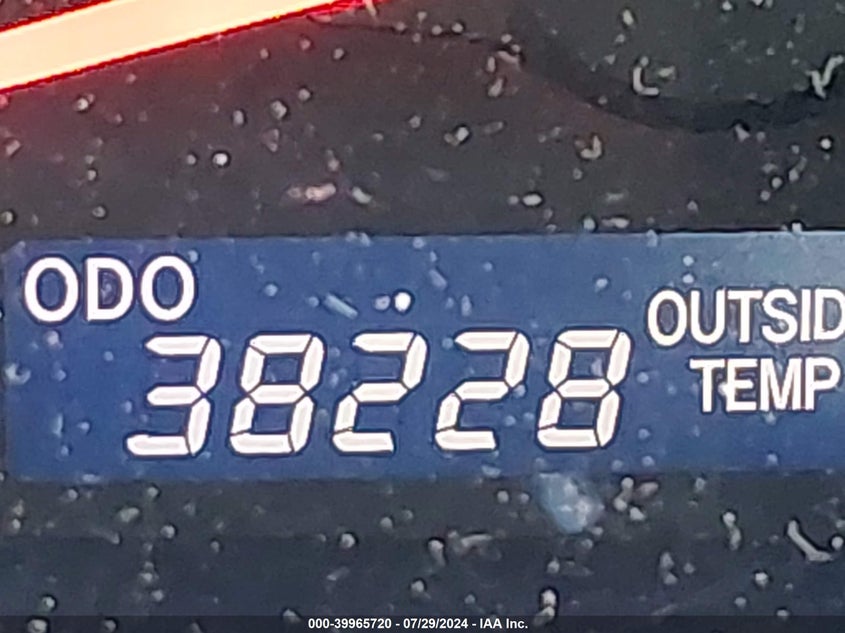 ODO
38228
OUTSID
TEMP
000-39965720 - 07/29/2024 - IAA Inc.